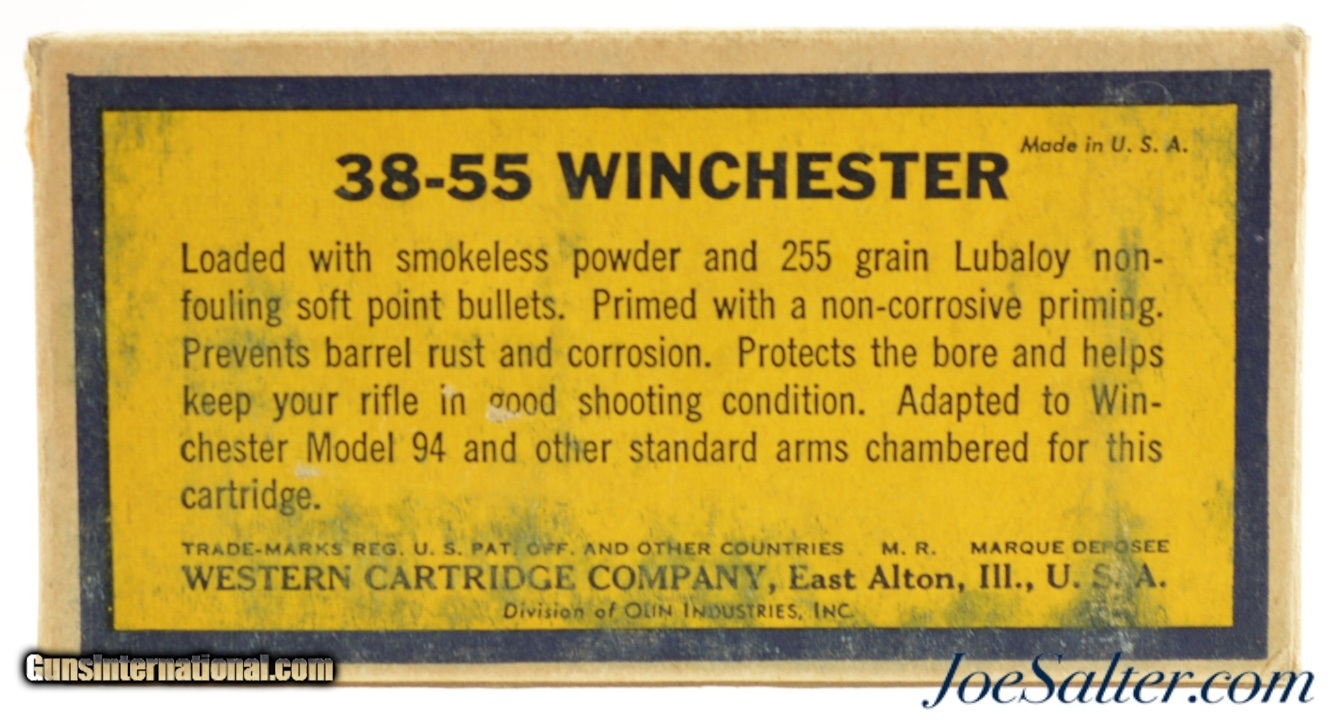 Made in U. S. A.
38-55 WINCHESTER
Loaded with smokeless powder and 255 grain Lubaloy non-
fouling soft point bullets. Primed with a non-corrosive priming.
Prevents barrel rust and corrosion. Protects the bore and helps
keep your rifle in good shooting condition. Adapted to Win-
chester Model 94 and other standard arms chambered for this
cartridge.
TRADE-MARKS REG. U. S. PAT. OFF. AND OTHER COUNTRIES M. R. MARQUE DEPOSEE
WESTERN CARTRIDGE COMPANY, East Alton, Ill., U. S. A.
Division of OLIN INDUSTRIES, INC.
GunsInternational.com
JoeSalter.com